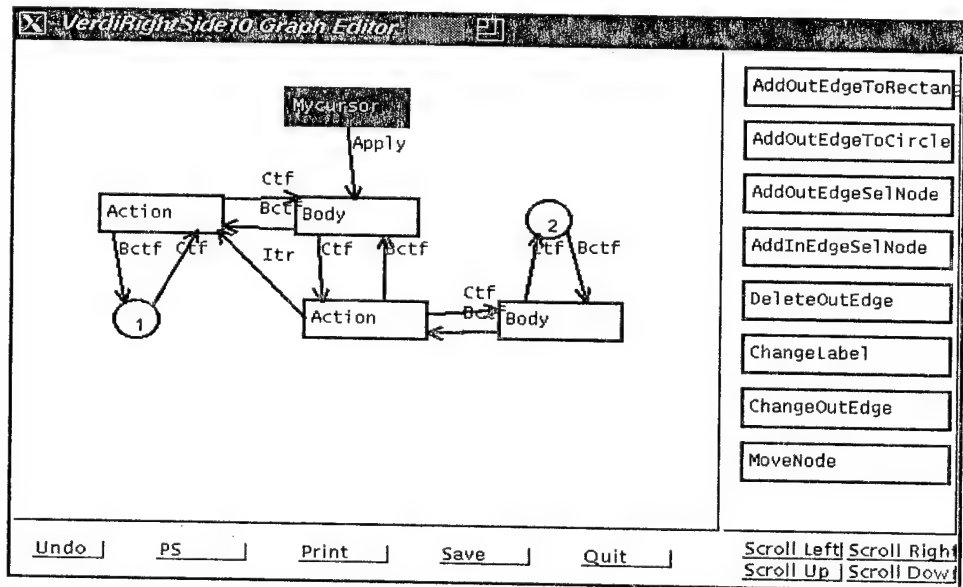 VerdiRightSide10 Graph Editor
Mycursor
Apply
Ctf
Action
Bctf
Body
2
Bctf
Ctf
Itr
Ctf
Bctf
Ctf
Bctf
1
Action
Ctf
Bctf
Body
AddOutEdgeToRectang
AddOutEdgeToCircle
AddOutEdgeSelNode
AddInEdgeSelNode
DeleteOutEdge
ChangeLabel
ChangeOutEdge
MoveNode
Undo
PS
Print
Save
Quit
Scroll Left
Scroll Right
Scroll Up
Scroll Dow